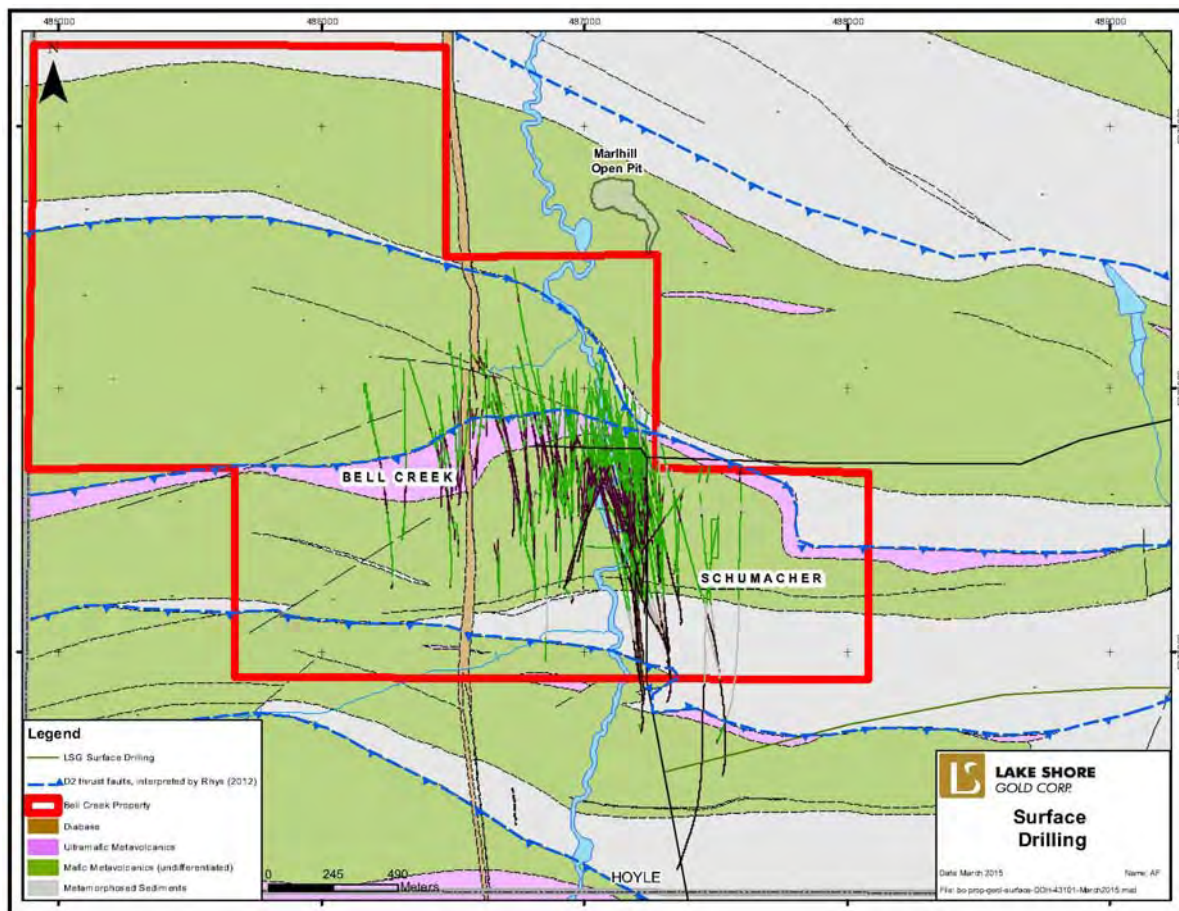 485000
486000
487000
488000
489000
N
Marlhill
Open Pit
BELL CREEK
SCHUMACHER
HOYLE
Legend
LSG Surface Drilling
D2 thrust faults, interpreted by Rhys (2012)
Bell Creek Property
Diabase
Ultramafic Metavolcanics
Mafic Metavolcanics (undifferentiated)
Metamorphosed Sediments
0 245 490
Meters
LS
LAKE SHORE
GOLD CORP.
Surface
Drilling
Date: March 2015 Name: AF